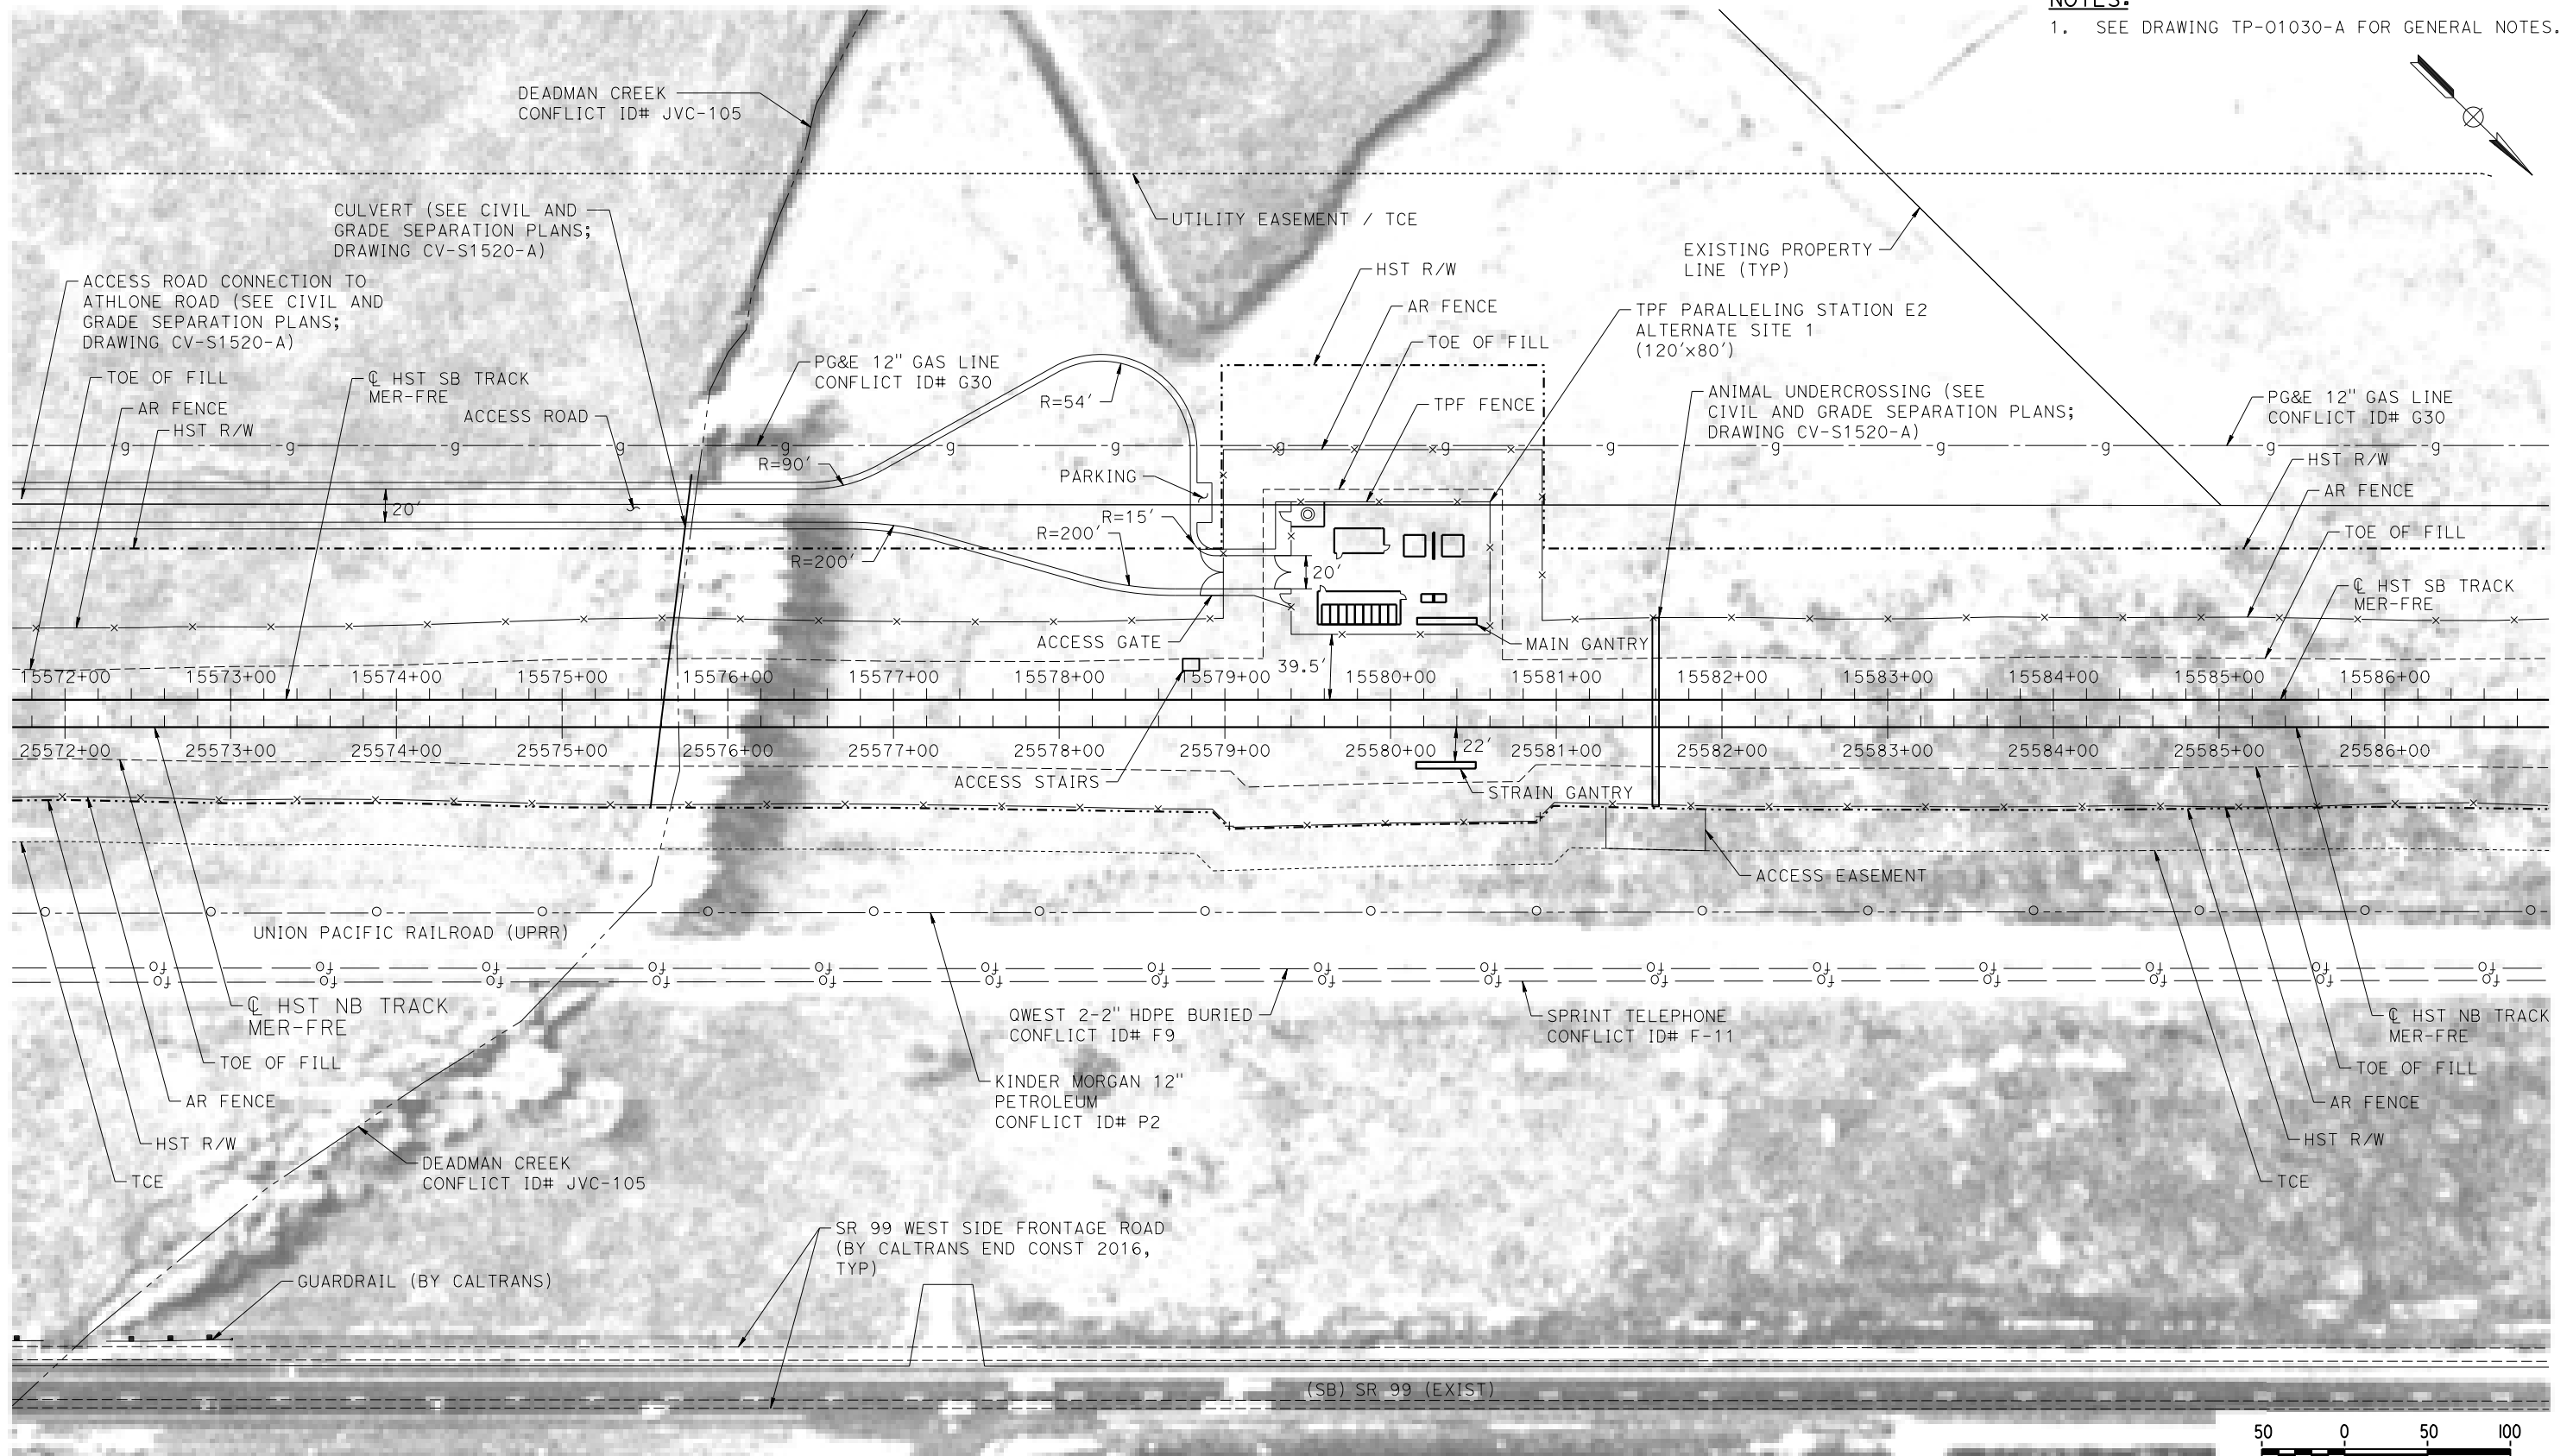 NOTES:
1. SEE DRAWING TP-01030-A FOR GENERAL NOTES.
DEADMAN CREEK
CONFLICT ID# JVC-105
CULVERT (SEE CIVIL AND
GRADE SEPARATION PLANS;
DRAWING CV-S1520-A)
UTILITY EASEMENT / TCE
EXISTING PROPERTY
LINE (TYP)
HST R/W
AR FENCE
TOE OF FILL
TPF PARALLELING STATION E2
ALTERNATE SITE 1
(120'x80')
ACCESS ROAD CONNECTION TO
ATHLONE ROAD (SEE CIVIL AND
GRADE SEPARATION PLANS;
DRAWING CV-S1520-A)
TOE OF FILL
AR FENCE
HST R/W
℄ HST SB TRACK
MER-FRE
ACCESS ROAD
PG&E 12" GAS LINE
CONFLICT ID# G30
R=54'
TPF FENCE
ANIMAL UNDERCROSSING (SEE
CIVIL AND GRADE SEPARATION PLANS;
DRAWING CV-S1520-A)
PG&E 12" GAS LINE
CONFLICT ID# G30
g g g g g g g g g g g g g g g
R=90'
PARKING
HST R/W
AR FENCE
TOE OF FILL
20'
R=15'
R=200'
R=200'
20'
℄ HST SB TRACK
MER-FRE
ACCESS GATE
MAIN GANTRY
39.5'
15572+00 15573+00 15574+00 15575+00 15576+00 15577+00 15578+00 15579+00 15580+00 15581+00 15582+00 15583+00 15584+00 15585+00 15586+00
25572+00 25573+00 25574+00 25575+00 25576+00 25577+00 25578+00 25579+00 25580+00 25581+00 25582+00 25583+00 25584+00 25585+00 25586+00
22'
ACCESS STAIRS
STRAIN GANTRY
ACCESS EASEMENT
UNION PACIFIC RAILROAD (UPRR)
℄ HST NB TRACK
MER-FRE
TOE OF FILL
AR FENCE
HST R/W
TCE
QWEST 2-2" HDPE BURIED
CONFLICT ID# F9
SPRINT TELEPHONE
CONFLICT ID# F-11
KINDER MORGAN 12"
PETROLEUM
CONFLICT ID# P2
℄ HST NB TRACK
MER-FRE
TOE OF FILL
AR FENCE
HST R/W
TCE
DEADMAN CREEK
CONFLICT ID# JVC-105
SR 99 WEST SIDE FRONTAGE ROAD
(BY CALTRANS END CONST 2016,
TYP)
GUARDRAIL (BY CALTRANS)
(SB) SR 99 (EXIST)
50 0 50 100